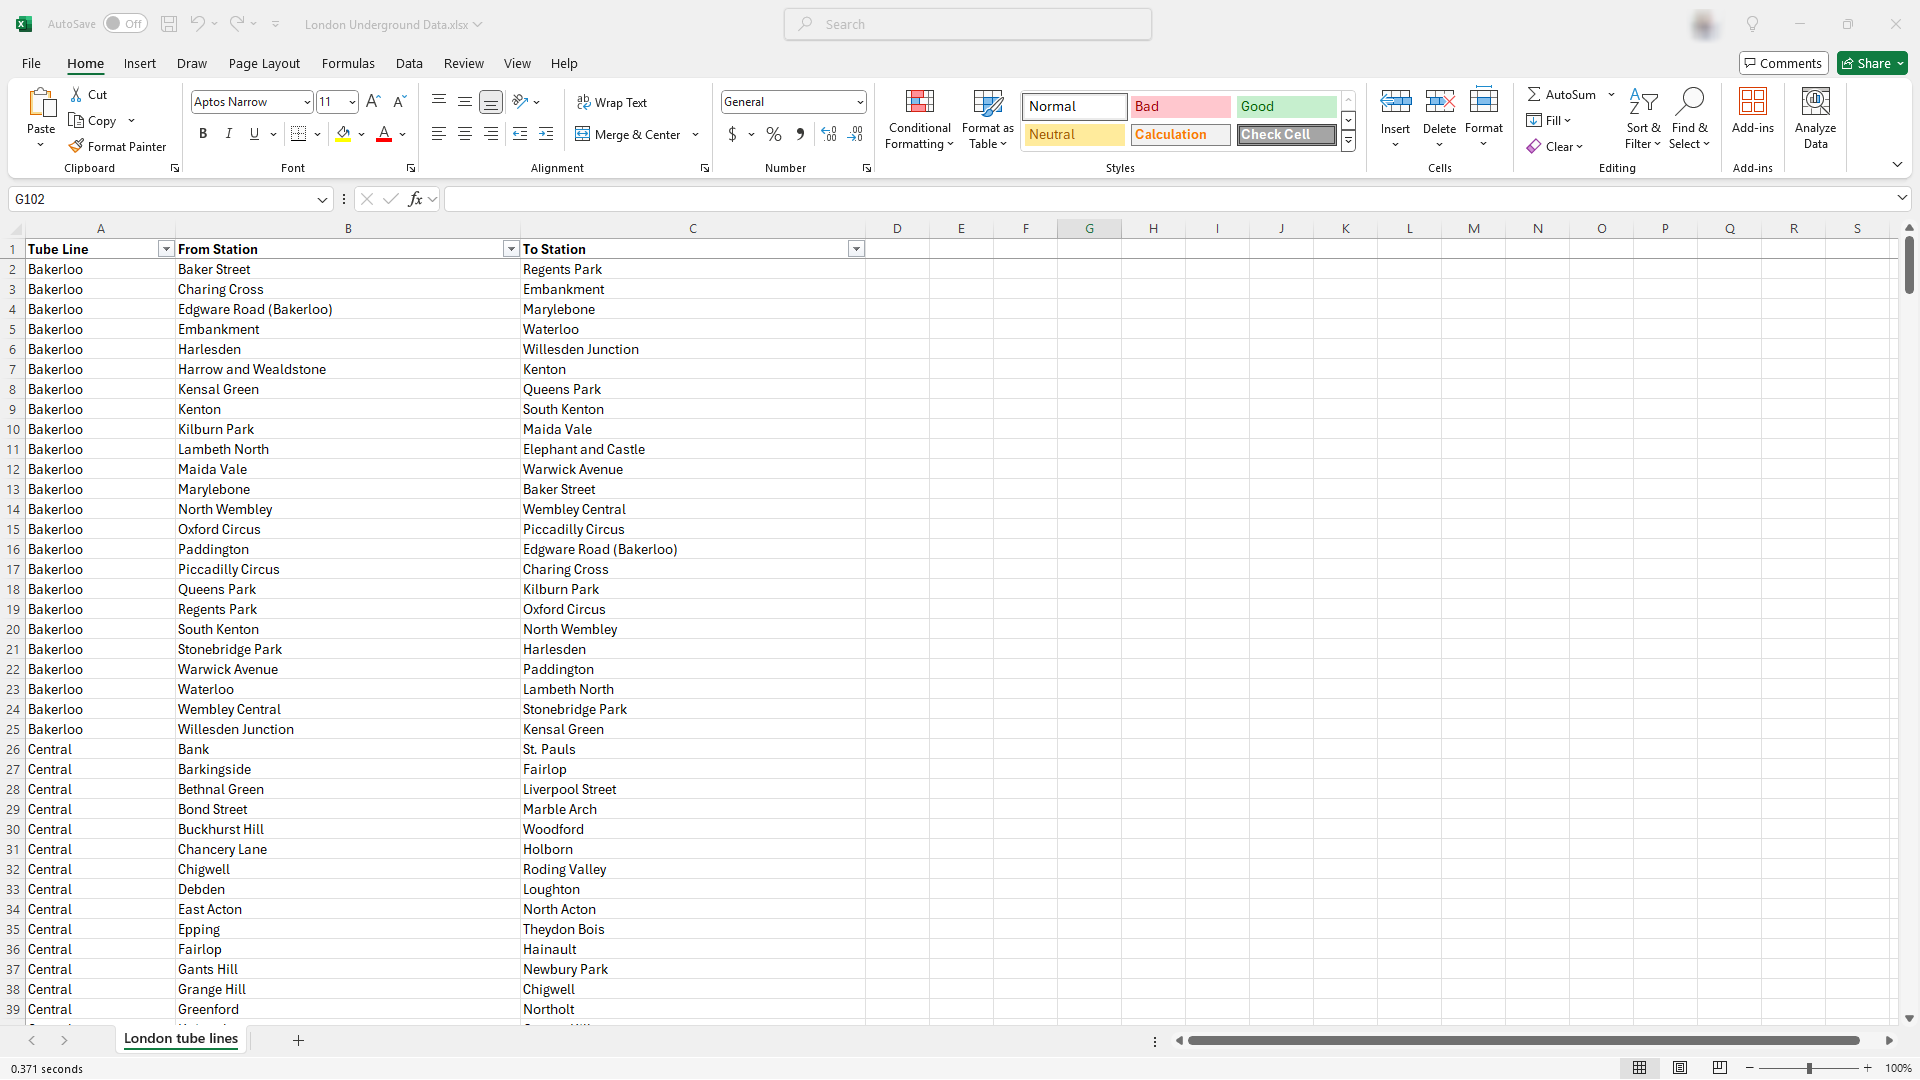 AutoSave Off London Underground Data.xlsx Search
File Home Insert Draw Page Layout Formulas Data Review View Help Comments Share
Paste Cut Copy Format Painter Clipboard
Aptos Narrow 11 A A B I U A Font
ab Wrap Text Merge & Center Alignment
General $ % , Number
Conditional Formatting Format as Table Normal Bad Good Neutral Calculation Check Cell Styles
Insert Delete Format Cells
AutoSum Fill Clear Sort & Filter Find & Select Editing
Add-ins Add-ins
Analyze Data
G102 fx
A B C D E F G H I J K L M N O P Q R S
1 Tube Line From Station To Station
2 Bakerloo Baker Street Regents Park
3 Bakerloo Charing Cross Embankment
4 Bakerloo Edgware Road (Bakerloo) Marylebone
5 Bakerloo Embankment Waterloo
6 Bakerloo Harlesden Willesden Junction
7 Bakerloo Harrow and Wealdstone Kenton
8 Bakerloo Kensal Green Queens Park
9 Bakerloo Kenton South Kenton
10 Bakerloo Kilburn Park Maida Vale
11 Bakerloo Lambeth North Elephant and Castle
12 Bakerloo Maida Vale Warwick Avenue
13 Bakerloo Marylebone Baker Street
14 Bakerloo North Wembley Wembley Central
15 Bakerloo Oxford Circus Piccadilly Circus
16 Bakerloo Paddington Edgware Road (Bakerloo)
17 Bakerloo Piccadilly Circus Charing Cross
18 Bakerloo Queens Park Kilburn Park
19 Bakerloo Regents Park Oxford Circus
20 Bakerloo South Kenton North Wembley
21 Bakerloo Stonebridge Park Harlesden
22 Bakerloo Warwick Avenue Paddington
23 Bakerloo Waterloo Lambeth North
24 Bakerloo Wembley Central Stonebridge Park
25 Bakerloo Willesden Junction Kensal Green
26 Central Bank St. Pauls
27 Central Barkingside Fairlop
28 Central Bethnal Green Liverpool Street
29 Central Bond Street Marble Arch
30 Central Buckhurst Hill Woodford
31 Central Chancery Lane Holborn
32 Central Chigwell Roding Valley
33 Central Debden Loughton
34 Central East Acton North Acton
35 Central Epping Theydon Bois
36 Central Fairlop Hainault
37 Central Gants Hill Newbury Park
38 Central Grange Hill Chigwell
39 Central Greenford Northolt
London tube lines
0.371 seconds 100%